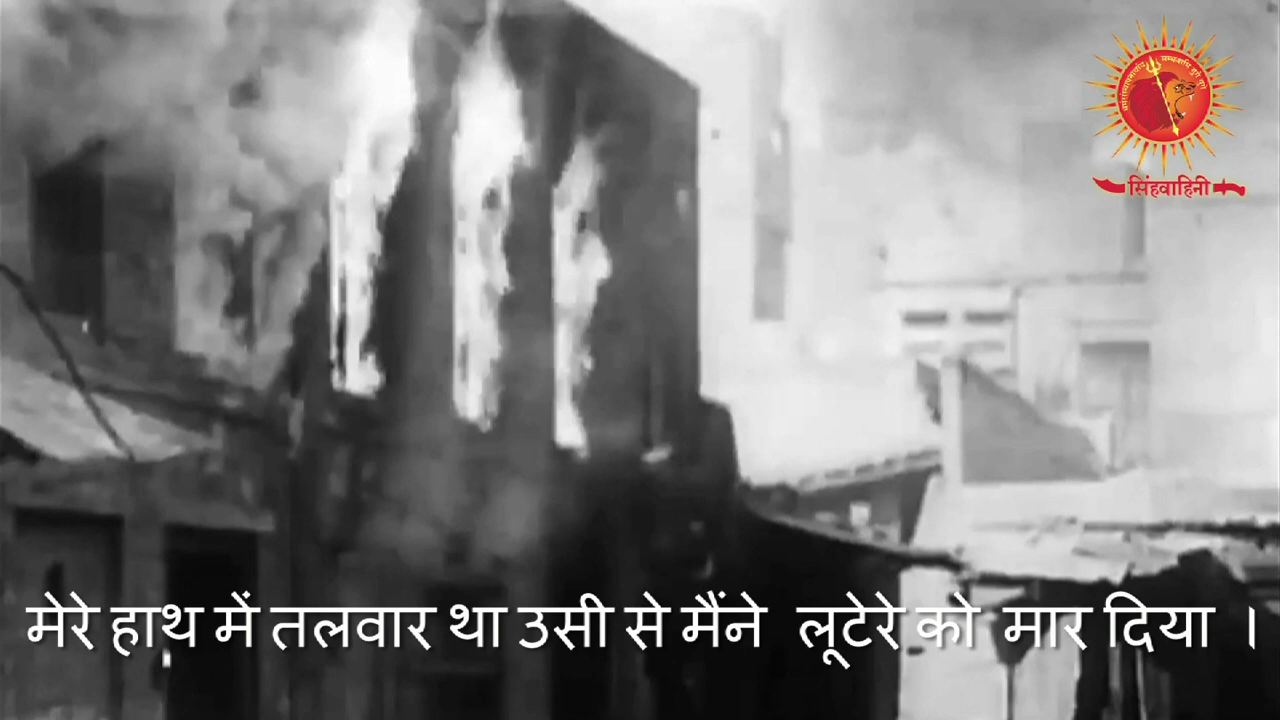 सिंहवाहिनी
मेरे हाथ में तलवार था उसी से मैंने लूटेरे को मार दिया ।